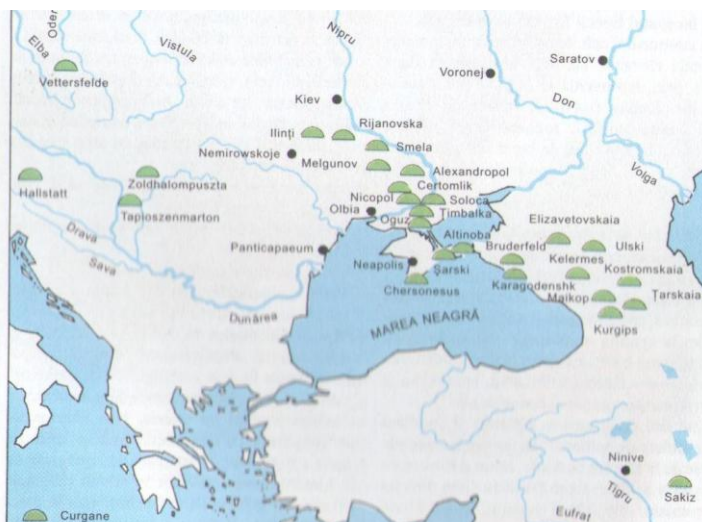 Elba
Oder
Vistula
Nipru
Vettersfelde
Voronej
Saratov
Kiev
Don
Ilinți
Rijanovska
Smela
Nemirowskoje
Melgunov
Alexandropol
Volga
Hallstatt
Zoldhalompuszta
Certomlik
Nicopol
Soloca
Tapioszenmarton
Olbia
Oguz
Timbalka
Elizavetovskaia
Drava
Altinoba
Ulski
Panticapaeum
Bruderfeld
Kelermes
Sava
Neapolis
Șarski
Kostromskaia
Karagodenshk
Chersonesus
Maikop
Țarskaia
Dunărea
MAREA NEAGRĂ
Kurgips
Ninive
Tigru
Sakiz
Eufrat
Curgane